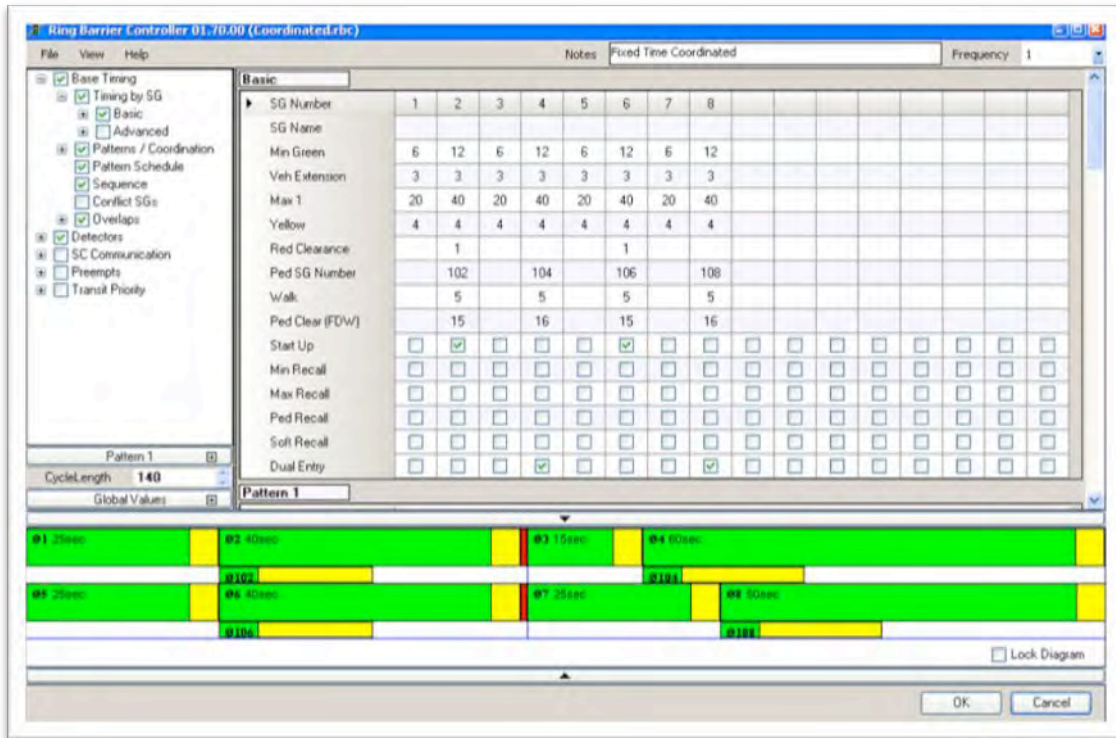 Ring Barrier Controller 01.70.00 (Coordinated.rbc)
File View Help Notes Fixed Time Coordinated Frequency 1
Base Timing
Timing by SG
Basic
Advanced
Patterns / Coordination
Pattern Schedule
Sequence
Conflict SGs
Overlaps
Detectors
SC Communication
Preempts
Transit Priority
Pattern 1
CycleLength 140
Global Values
Basic
SG Number 1 2 3 4 5 6 7 8
SG Name
Min Green 6 12 6 12 6 12 6 12
Veh Extension 3 3 3 3 3 3 3 3
Max 1 20 40 20 40 20 40 20 40
Yellow 4 4 4 4 4 4 4 4
Red Clearance 1 1
Ped SG Number 102 104 106 108
Walk 5 5 5 5
Ped Clear (FDW) 15 16 15 16
Start Up
Min Recall
Max Recall
Ped Recall
Soft Recall
Dual Entry
Pattern 1
Ø1 25sec Ø2 40sec Ø3 15sec Ø4 60sec
Ø102 Ø104
Ø5 25sec Ø6 40sec Ø7 25sec Ø8 50sec
Ø106 Ø108
Lock Diagram
OK Cancel